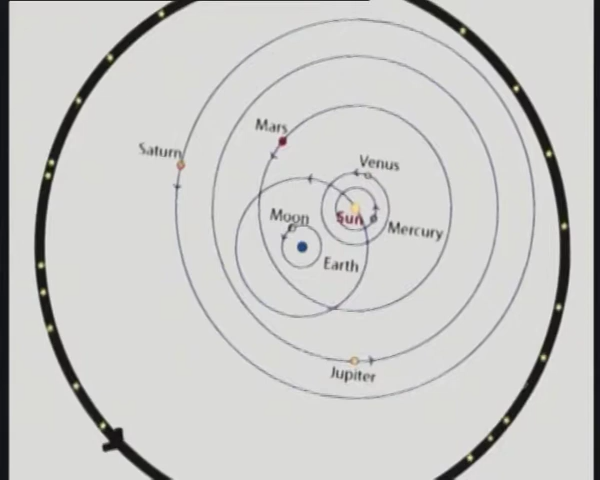 Mars
Saturn
Venus
Moon
Sun
Mercury
Earth
Jupiter